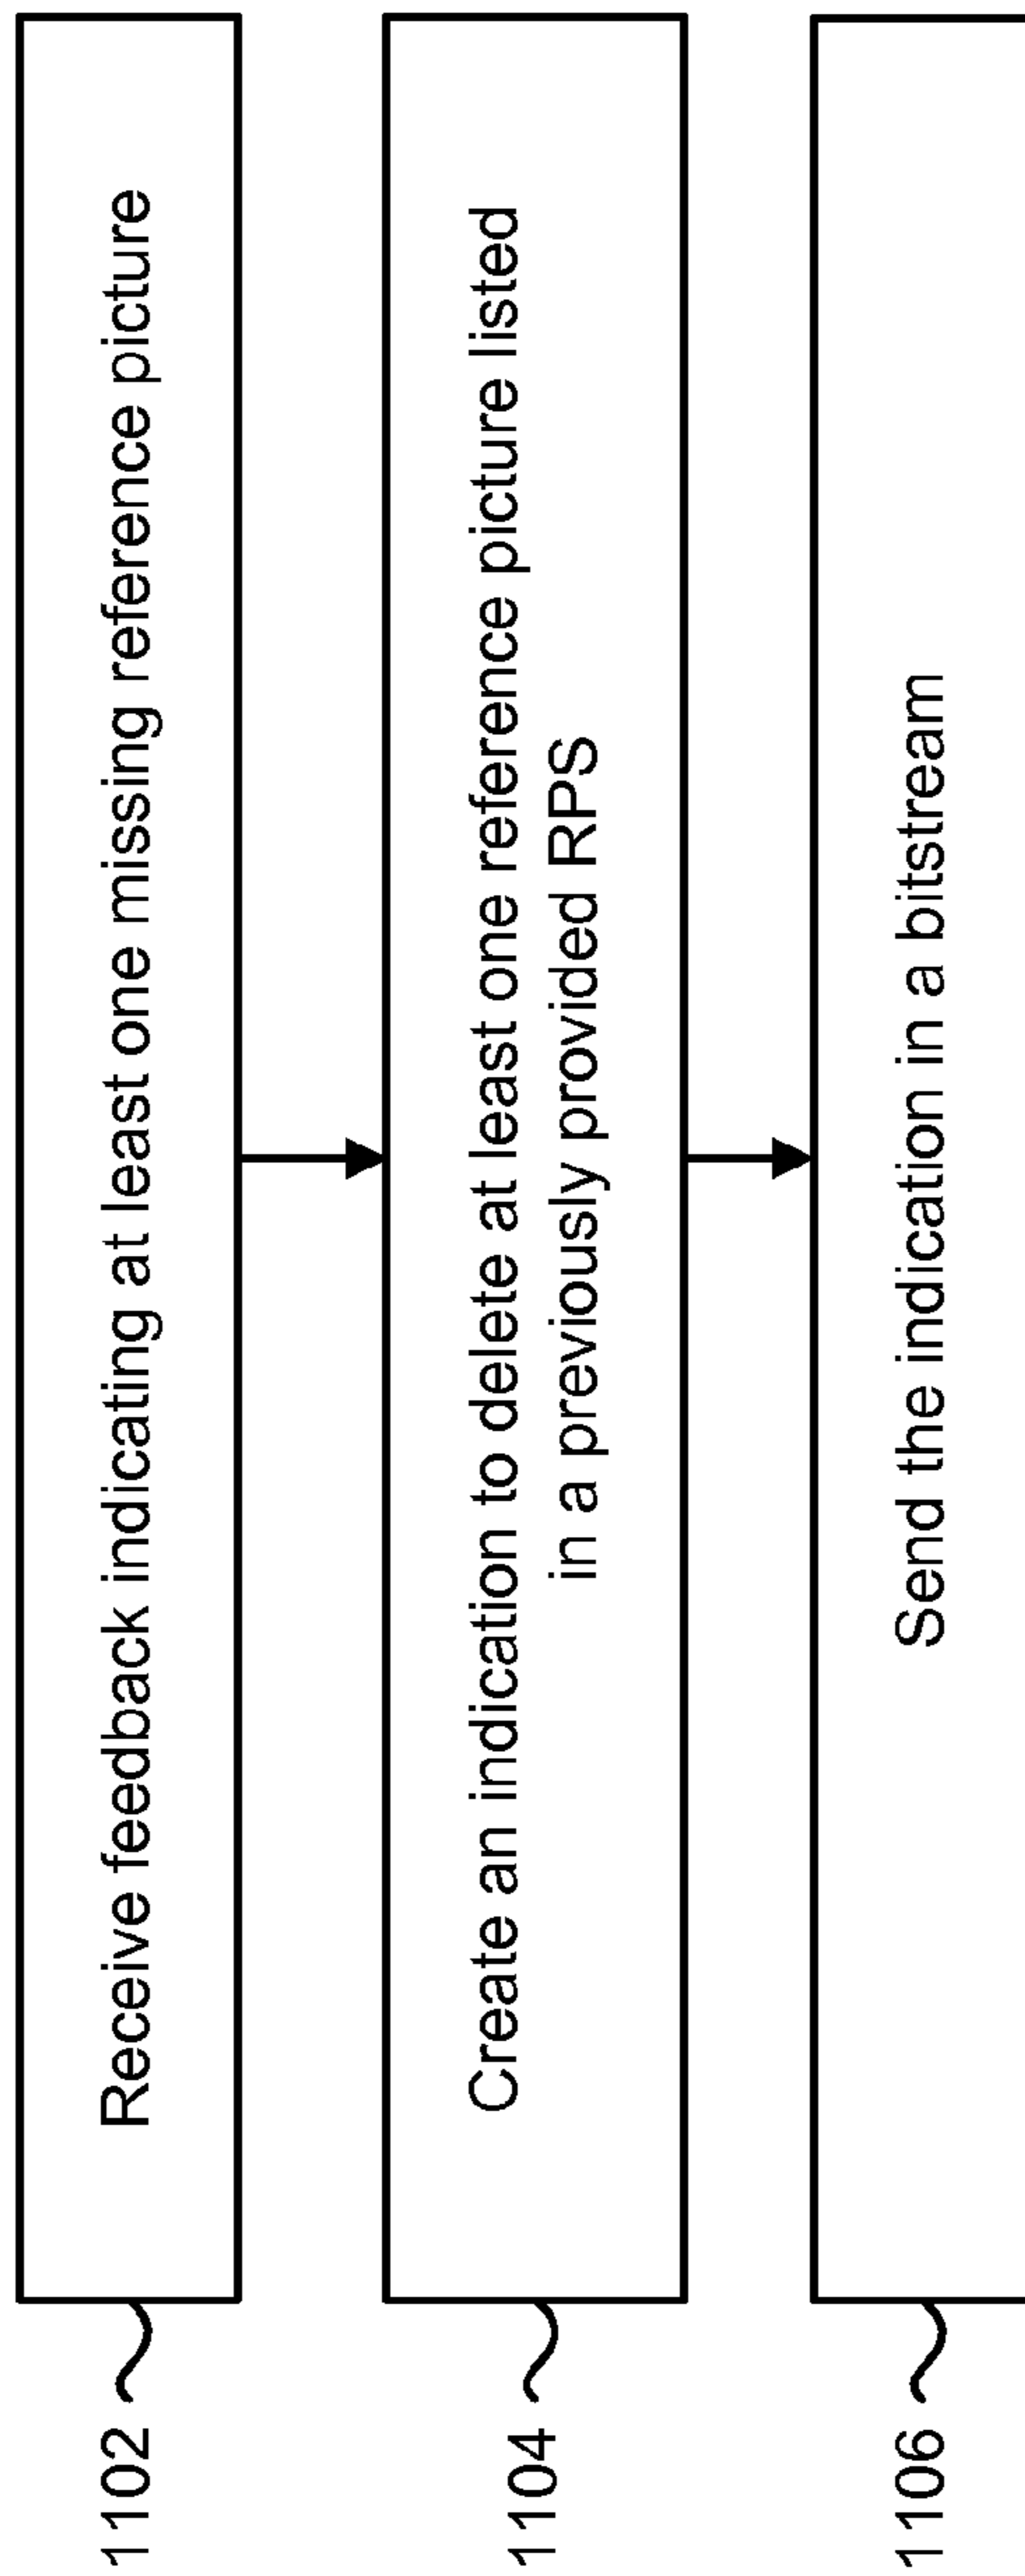 1102
Receive feedback indicating at least one missing reference picture
1104
Create an indication to delete at least one reference picture listed
in a previously provided RPS
1106
Send the indication in a bitstream